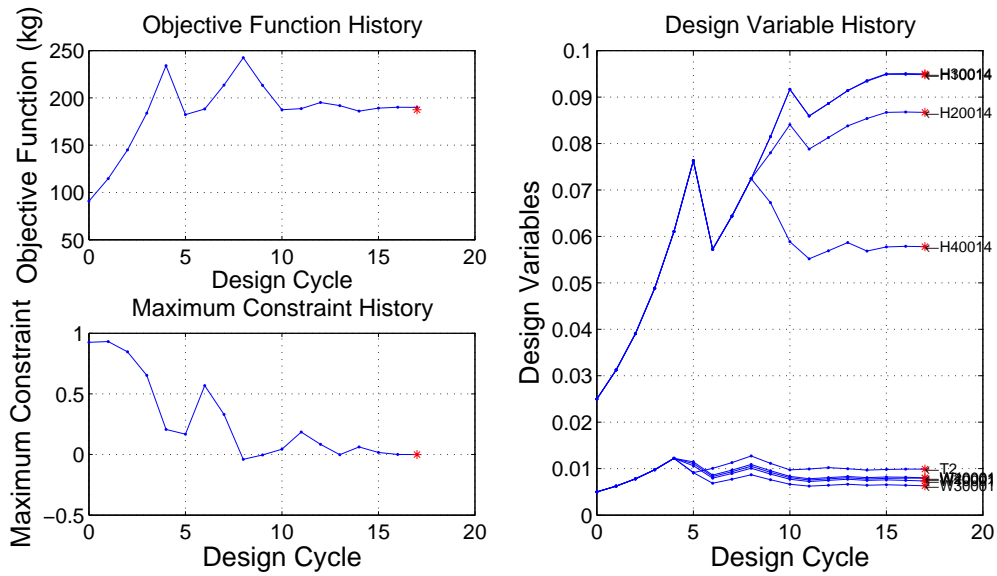 Objective Function History
Objective Function (kg)
250
200
150
100
50
0
5
10
15
20
Design Cycle
Maximum Constraint History
Maximum Constraint
1
0.5
0
−0.5
0
5
10
15
20
Design Cycle
Design Variable History
Design Variables
0.1
0.09
0.08
0.07
0.06
0.05
0.04
0.03
0.02
0.01
0
0
5
10
15
20
Design Cycle
H20014
H40014
T2
W30001